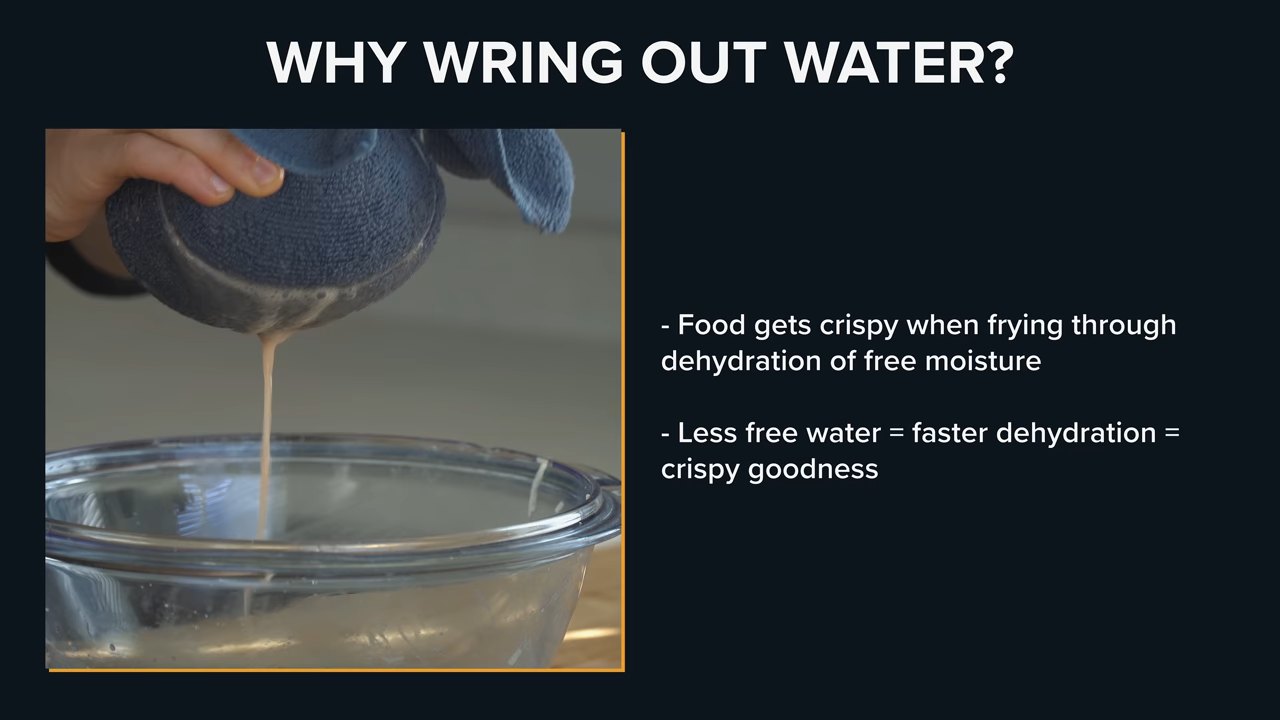 WHY WRING OUT WATER?
- Food gets crispy when frying through
dehydration of free moisture
- Less free water = faster dehydration =
crispy goodness